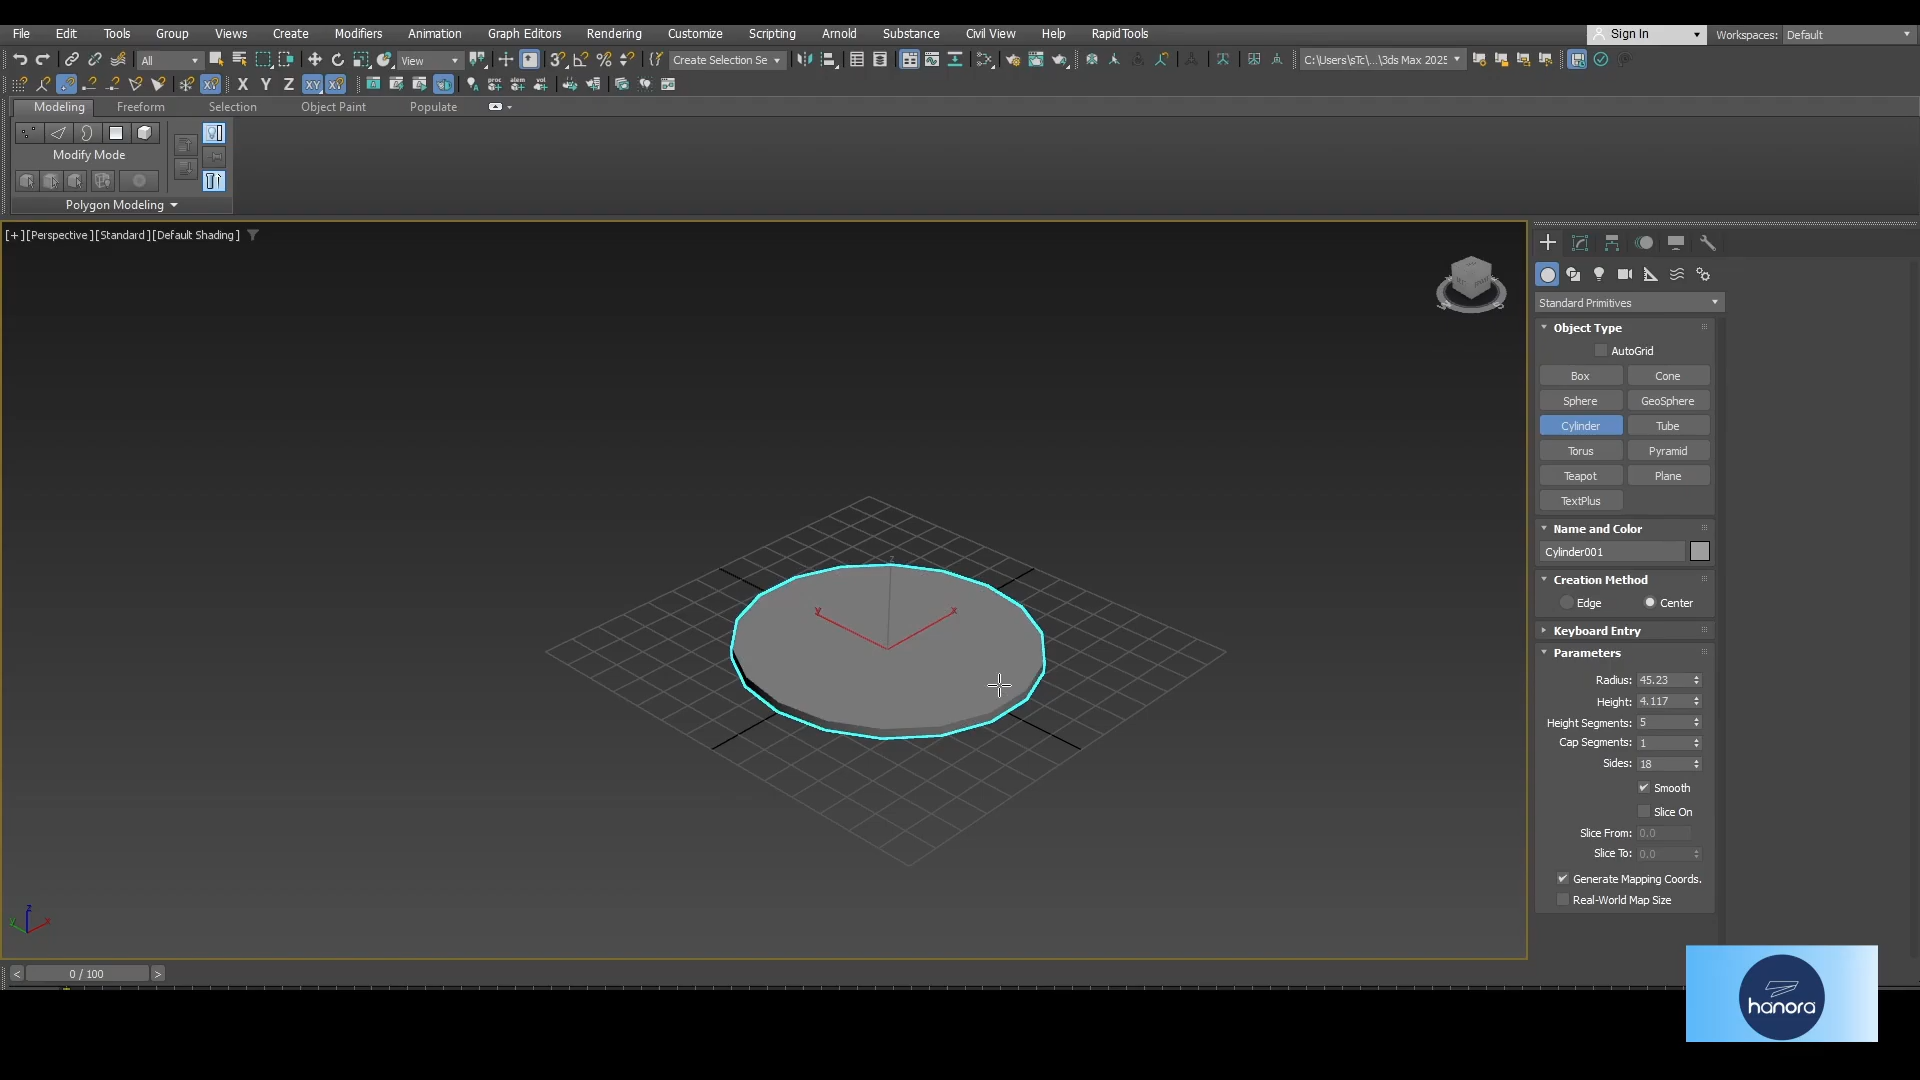 File Edit Tools Group Views Create Modifiers Animation Graph Editors Rendering Customize Scripting Arnold Substance Civil View Help RapidTools Sign In Workspaces: Default
All View Create Selection Se C:\Users\sTc\...\3ds Max 2025
X Y Z XY XP
Modeling Freeform Selection Object Paint Populate
Modify Mode
Polygon Modeling
[+][Perspective][Standard][Default Shading]
Standard Primitives
Object Type
AutoGrid
Box Cone
Sphere GeoSphere
Cylinder Tube
Torus Pyramid
Teapot Plane
TextPlus
Name and Color
Cylinder001
Creation Method
Edge Center
Keyboard Entry
Parameters
Radius: 45.23
Height: 4.117
Height Segments: 5
Cap Segments: 1
Sides: 18
Smooth
Slice On
Slice From: 0.0
Slice To: 0.0
Generate Mapping Coords.
Real-World Map Size
z
y x
z
y x
< 0 / 100 >
hanora